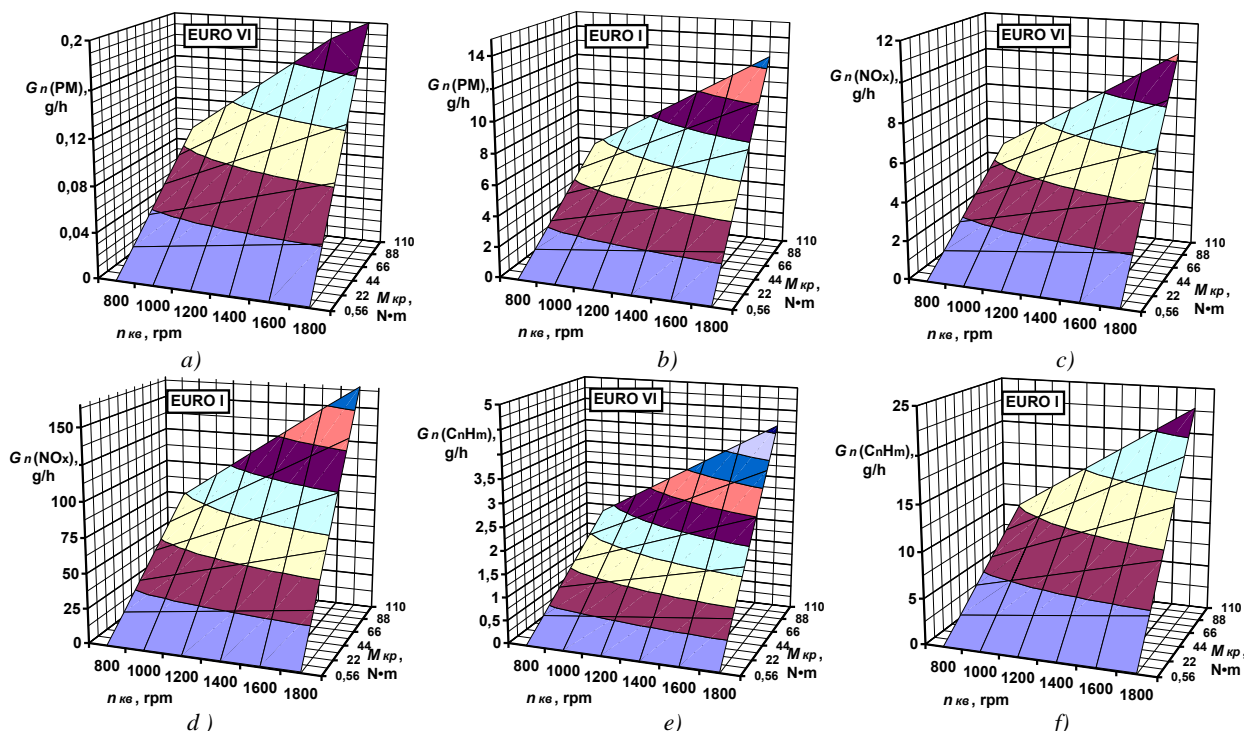 EURO VI
0,2
Gn(PM),
g/h
0,12
0,08
0,04
0
800 1000 1200 1400 1600 1800
nкв, rpm
110
88
66
44
22
0,56
Mкр,
N•m
a)
EURO I
14
Gn(PM),
g/h
10
8
6
4
2
0
800 1000 1200 1400 1600 1800
nкв, rpm
110
88
66
44
22
0,56
Mкр,
N•m
b)
EURO VI
12
Gn(NOx),
g/h
8
6
4
2
0
800 1000 1200 1400 1600 1800
nкв, rpm
110
88
66
44
22
0,56
Mкр,
N•m
c)
EURO I
150
Gn(NOx),
g/h
100
75
50
25
0
800 1000 1200 1400 1600 1800
nкв, rpm
110
88
66
44
22
0,56
Mкр,
N•m
d )
EURO VI
5
Gn(CnHm),
g/h
3,5
3
2,5
2
1,5
1
0,5
0
800 1000 1200 1400 1600 1800
nкв, rpm
110
88
66
44
22
0,56
Mкр,
N•m
e)
EURO I
25
Gn(CnHm),
g/h
15
10
5
0
800 1000 1200 1400 1600 1800
nкв, rpm
110
88
66
44
22
0,56
Mкр,
N•m
f)